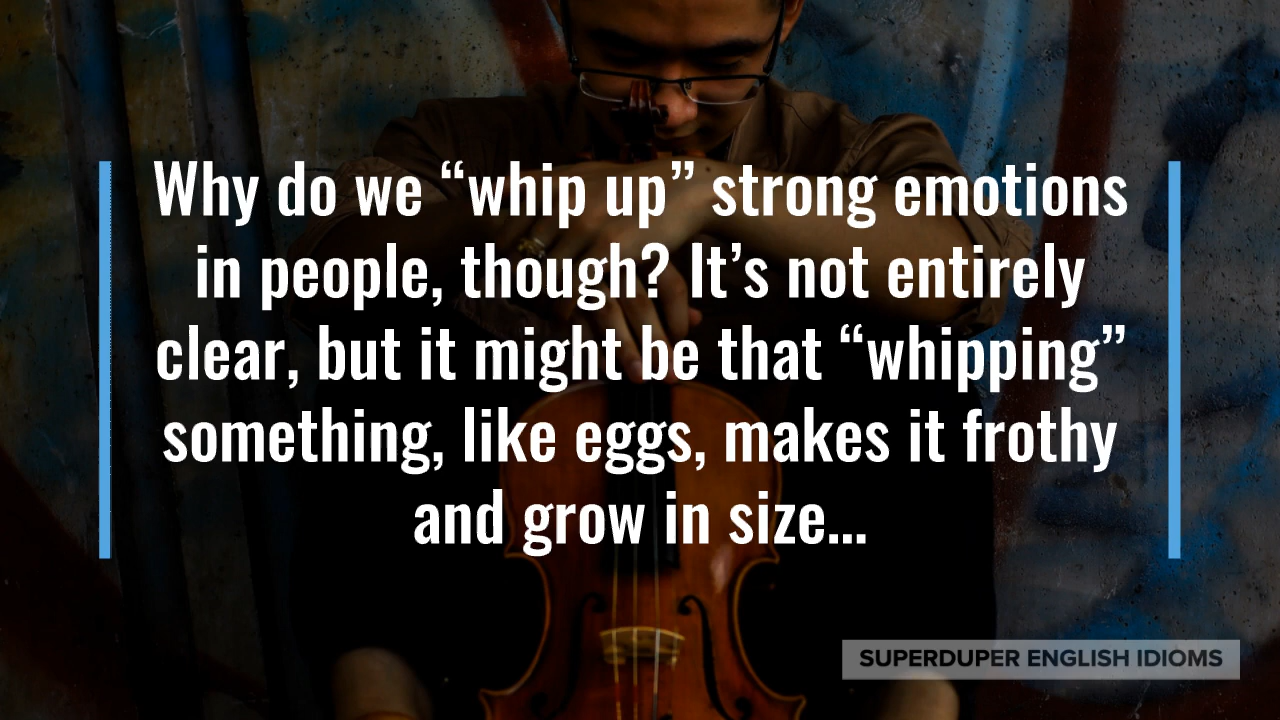 Why do we “whip up” strong emotions
in people, though? It’s not entirely
clear, but it might be that “whipping”
something, like eggs, makes it frothy
and grow in size...
SUPERDUPER ENGLISH IDIOMS